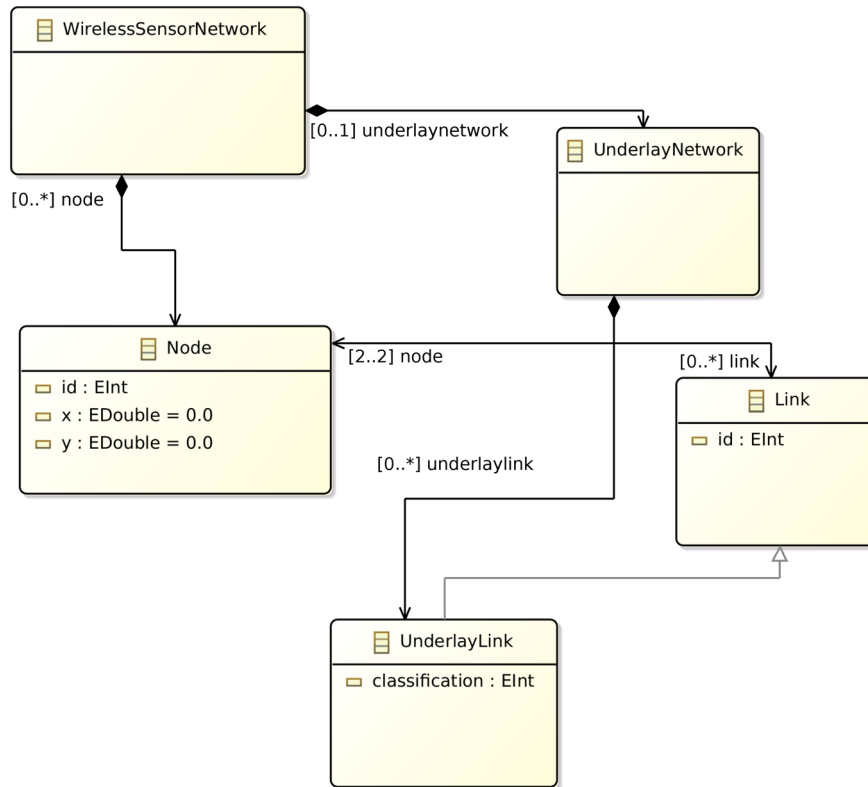 WirelessSensorNetwork
[0..1] underlaynetwork
UnderlayNetwork
[0..*] node
Node
id : EInt
x : EDouble = 0.0
y : EDouble = 0.0
[2..2] node
[0..*] link
Link
id : EInt
[0..*] underlaylink
UnderlayLink
classification : EInt